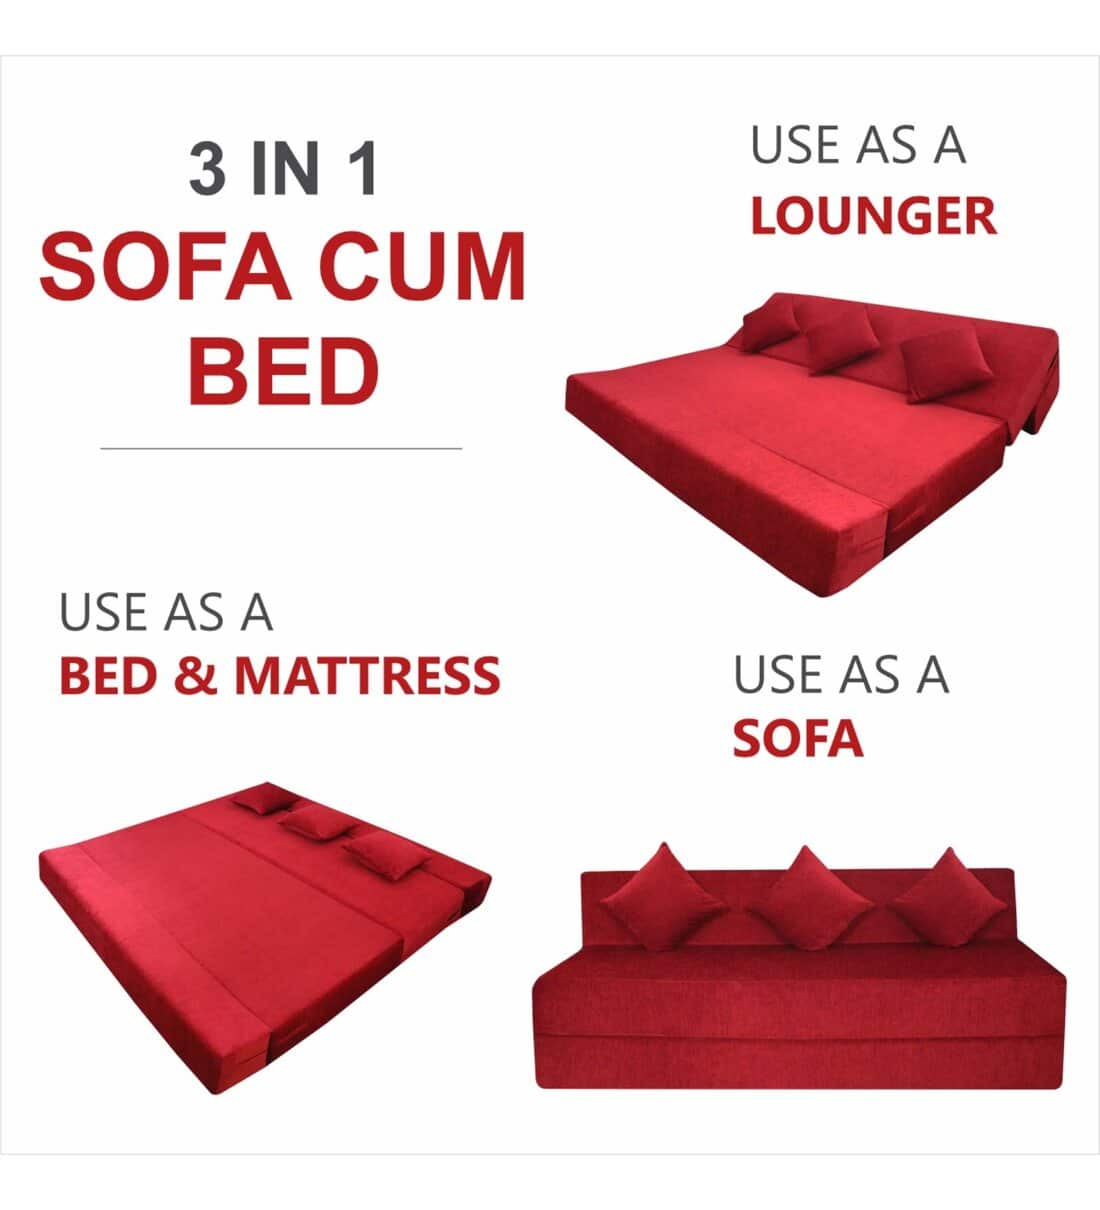 3 IN 1
SOFA CUM
BED
USE AS A
LOUNGER
USE AS A
BED & MATTRESS
USE AS A
SOFA